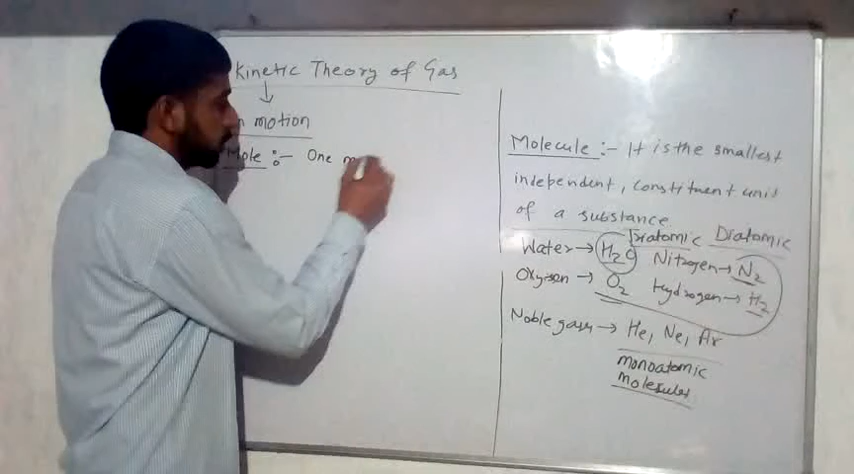 Kinetic Theory of Gas
motion
Mole :- One
Molecule :- It is the smallest
independent, constituent unit
of a substance
Triatomic Diatomic
Water → H2O Nitrogen → N2
Oxygen → O2 Hydrogen → H2
Noble gases → He, Ne, Ar
monoatomic
molecules